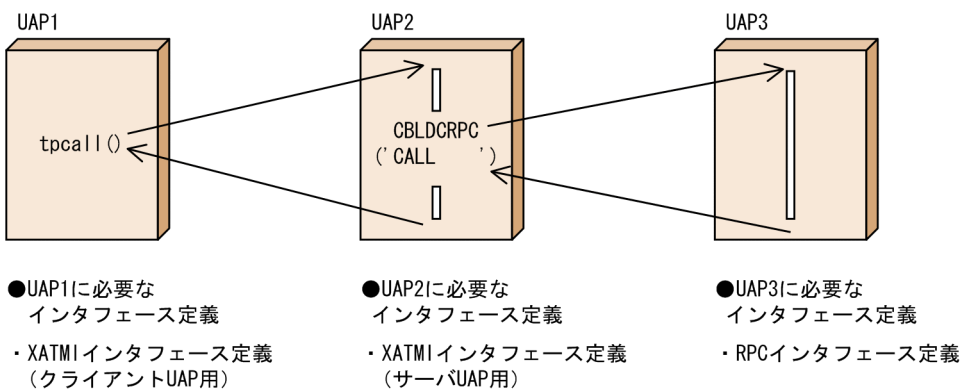 UAP1
UAP2
UAP3
tpcall()
CBLDCRPC
('CALL    ')
●UAP1に必要な
インタフェース定義
・XATMIインタフェース定義
（クライアントUAP用）
●UAP2に必要な
インタフェース定義
・XATMIインタフェース定義
（サーバUAP用）
●UAP3に必要な
インタフェース定義
・RPCインタフェース定義